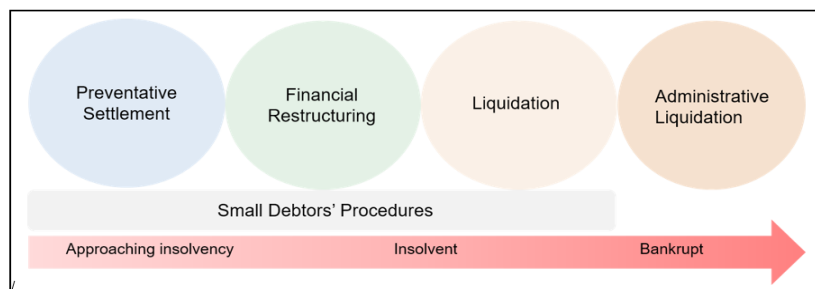 Preventative
Settlement
Financial
Restructuring
Liquidation
Administrative
Liquidation
Small Debtors' Procedures
Approaching insolvency
Insolvent
Bankrupt
/